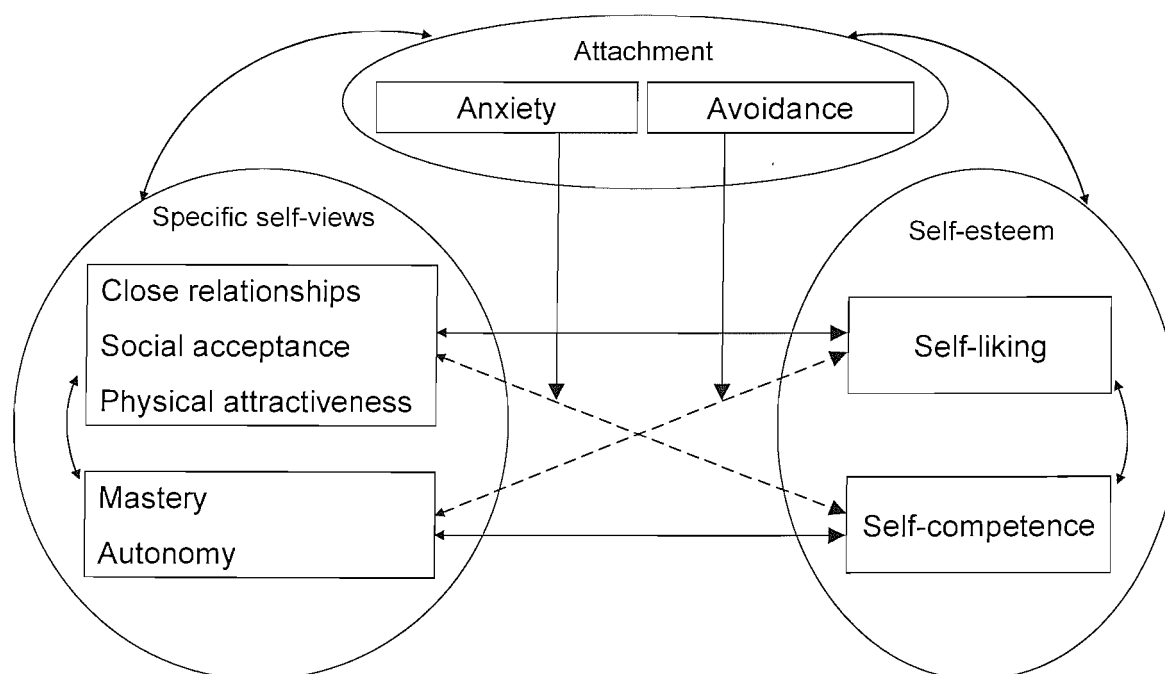 Attachment
Anxiety
Avoidance
Specific self-views
Close relationships
Social acceptance
Physical attractiveness
Mastery
Autonomy
Self-esteem
Self-liking
Self-competence